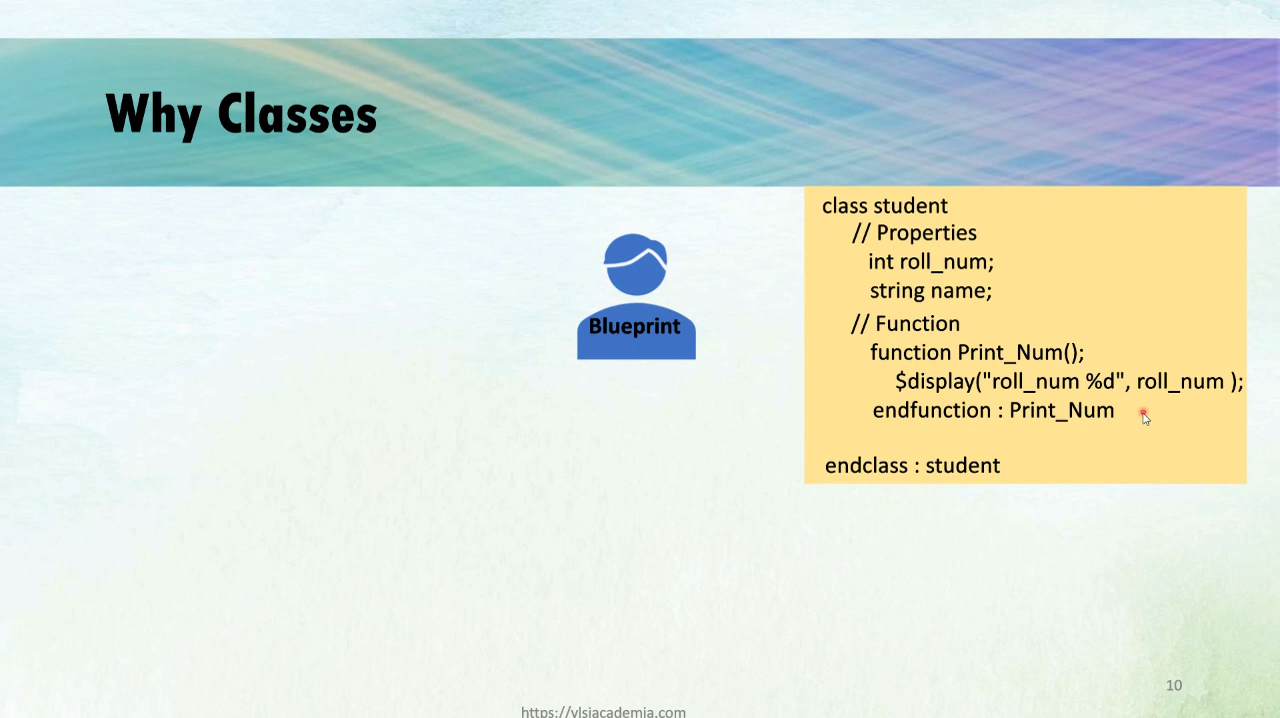 Why Classes
Blueprint
class student
// Properties
int roll_num;
string name;
// Function
function Print_Num();
$display("roll_num %d", roll_num );
endfunction : Print_Num
endclass : student
10
https://vlsiacademia.com